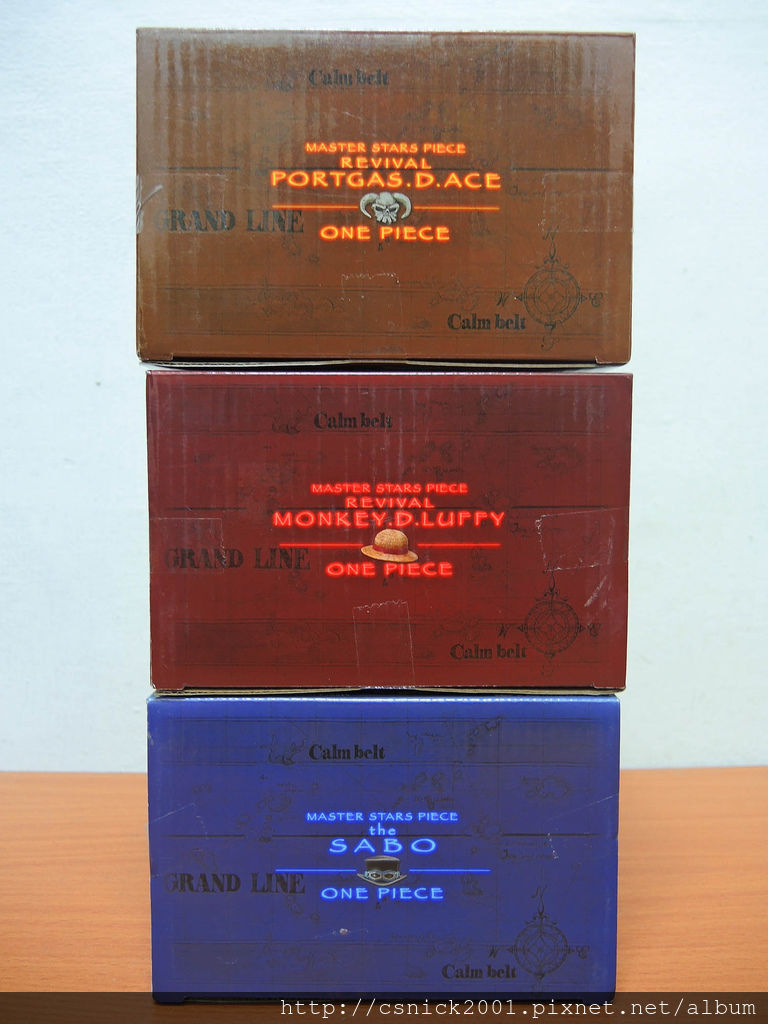 Calm belt
MASTER STARS PIECE
REVIVAL
PORTGAS.D.ACE
GRAND LINE
ONE PIECE
Calm belt
Calm belt
MASTER STARS PIECE
REVIVAL
MONKEY.D.LUFFY
GRAND LINE
ONE PIECE
Calm belt
Calm belt
MASTER STARS PIECE
the
SABO
GRAND LINE
ONE PIECE
N
Calm belt
http://csnick2001.pixnet.net/album